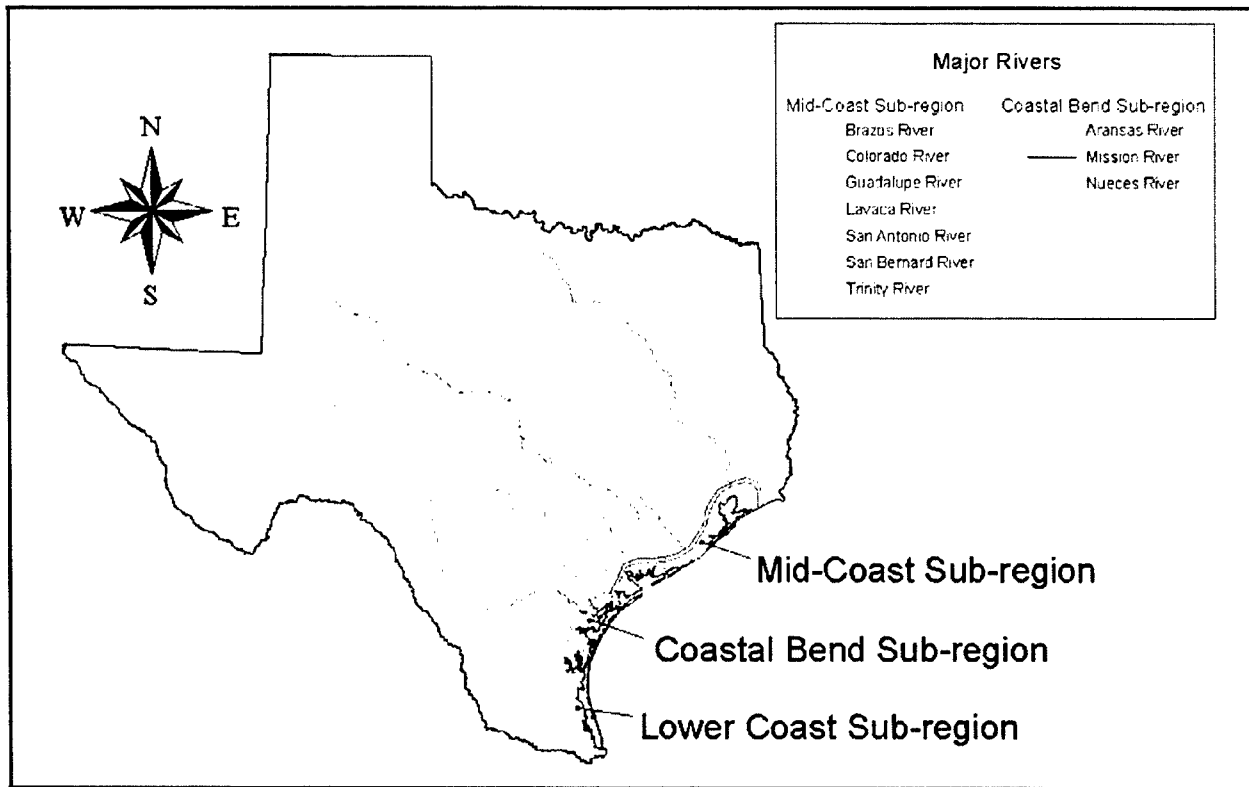 N
W E
S
Major Rivers
Mid-Coast Sub-region
Brazos River
Colorado River
Guadalupe River
Lavaca River
San Antonio River
San Bernard River
Trinity River
Coastal Bend Sub-region
Aransas River
Mission River
Nueces River
Mid-Coast Sub-region
Coastal Bend Sub-region
Lower Coast Sub-region